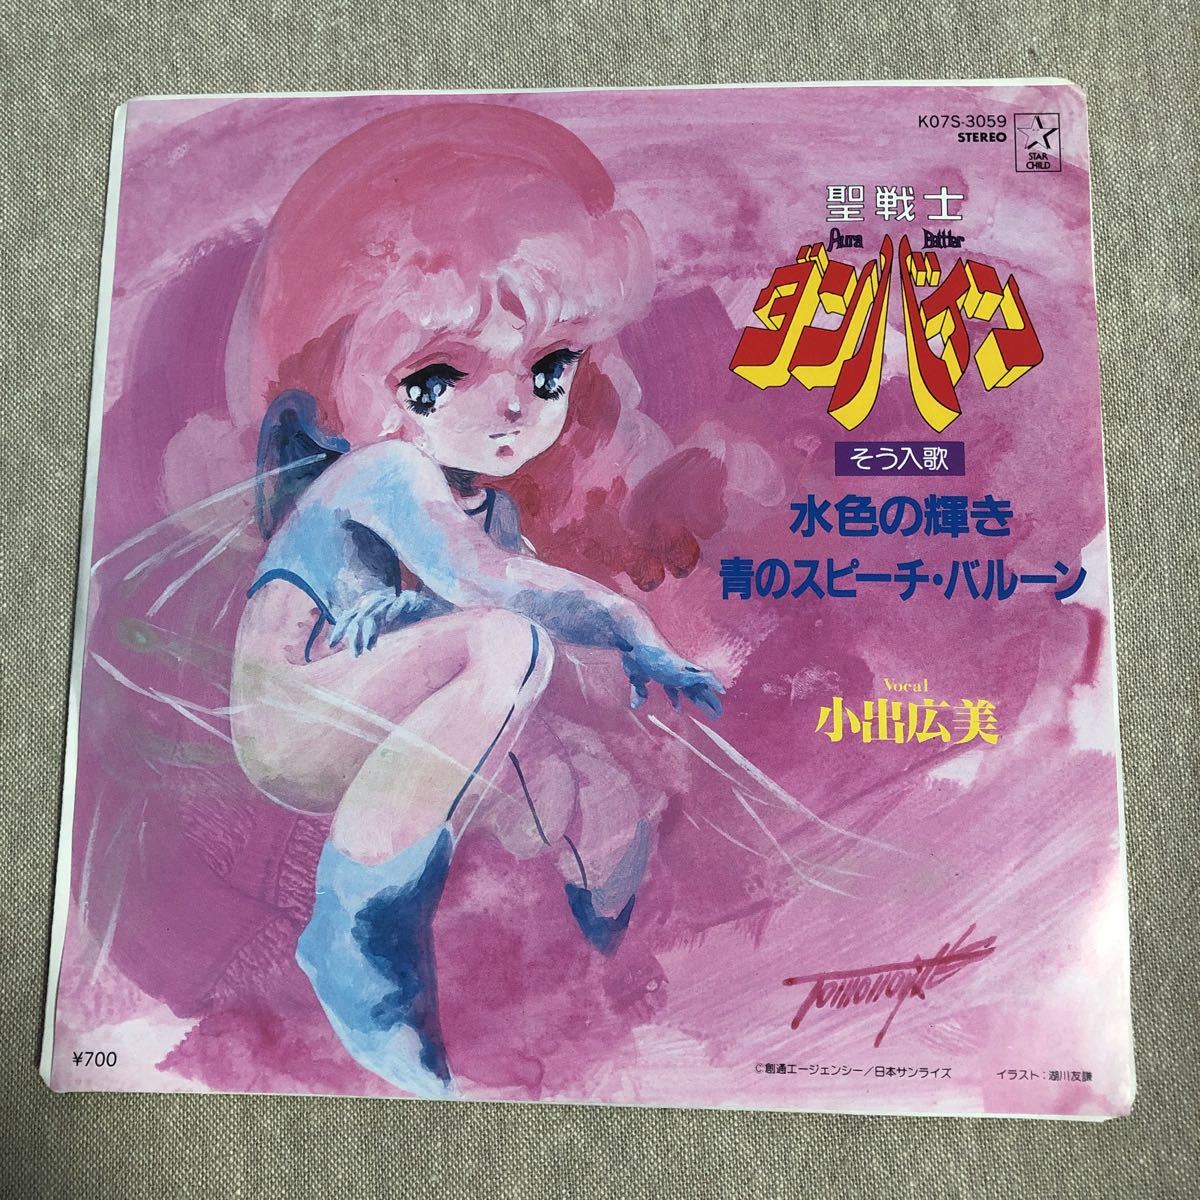 K07S-3059
STEREO
STAR
CHILD
聖戦士
Aura Battler
ダンバイン
そう入歌
水色の輝き
青のスピーチ・バルーン
Vocal
小出広美
¥700
©創通エージェンシー／日本サンライズ
イラスト：湖川友謙